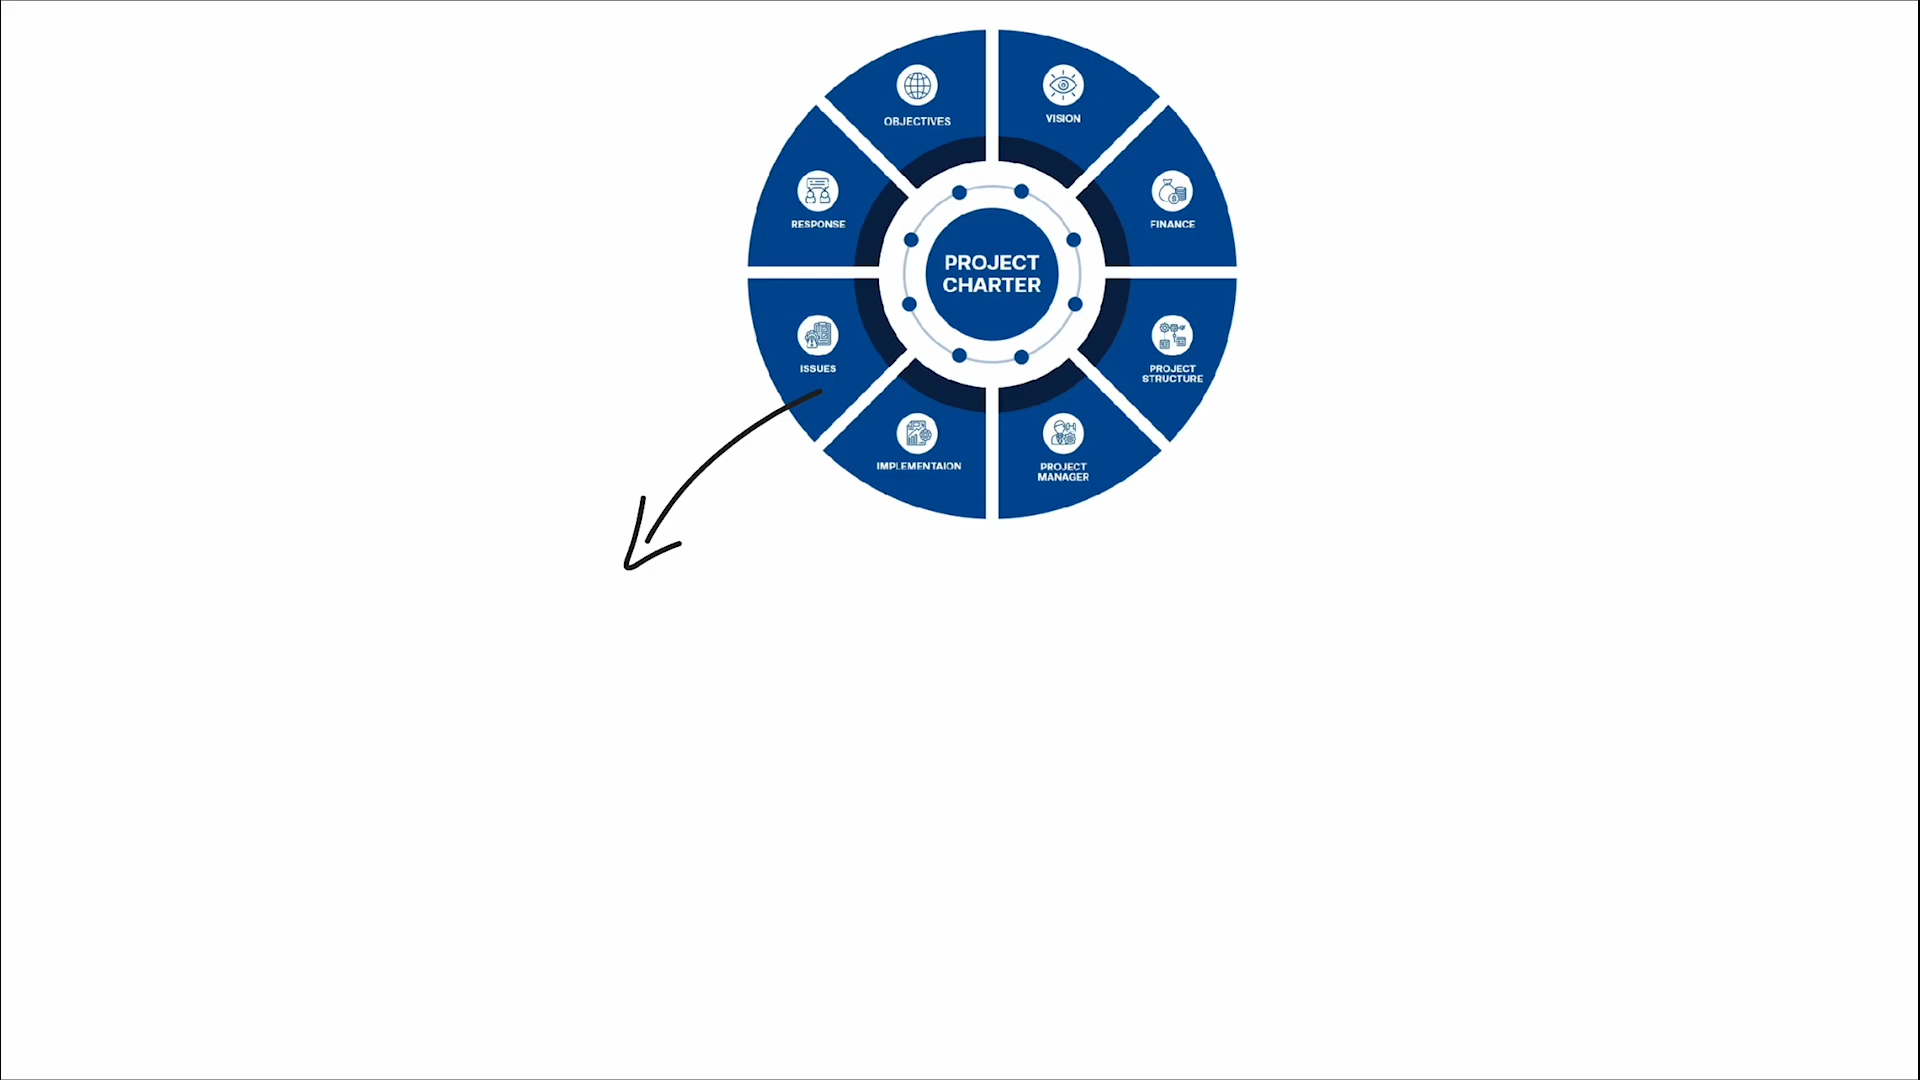 OBJECTIVES
VISION
RESPONSE
FINANCE
PROJECT
CHARTER
ISSUES
PROJECT
STRUCTURE
IMPLEMENTAION
PROJECT
MANAGER